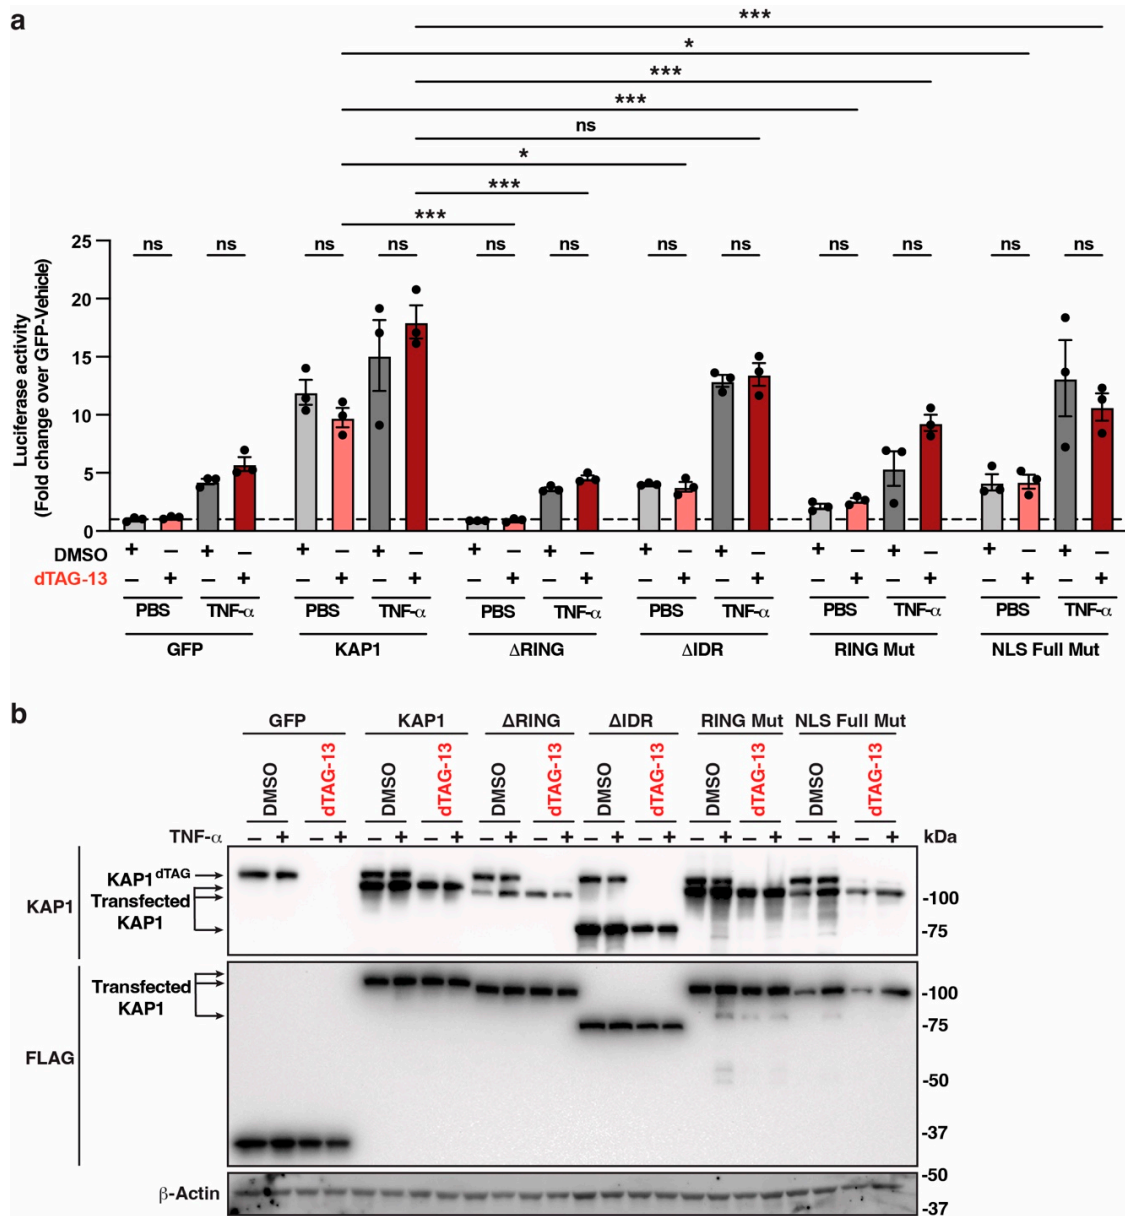 a
***
*
***
***
ns
*
***
***
ns ns ns ns ns ns ns ns ns ns ns ns
Luciferase activity
(Fold change over GFP-Vehicle)
25
20
15
10
5
0
DMSO + – + – + – + – + – + – + – + – + – + – + – + –
dTAG-13 – + – + – + – + – + – + – + – + – + – + – + – +
PBS TNF-α PBS TNF-α PBS TNF-α PBS TNF-α PBS TNF-α PBS TNF-α
GFP KAP1 ΔRING ΔIDR RING Mut NLS Full Mut
b
GFP KAP1 ΔRING ΔIDR RING Mut NLS Full Mut
DMSO dTAG-13 DMSO dTAG-13 DMSO dTAG-13 DMSO dTAG-13 DMSO dTAG-13 DMSO dTAG-13
TNF-α – + – + – + – + – + – + – + – + – + – + – + – + kDa
KAP1
KAP1dTAG
Transfected
KAP1
-100
-75
FLAG
Transfected
KAP1
-100
-75
-50
-37
β-Actin
-50
-37